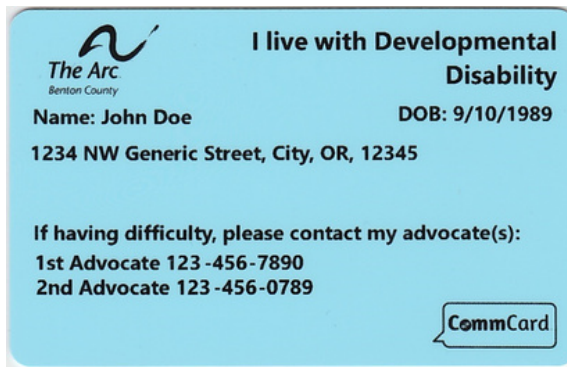 The Arc
Benton County
I live with Developmental
Disability
Name: John Doe
DOB: 9/10/1989
1234 NW Generic Street, City, OR, 12345
If having difficulty, please contact my advocate(s):
1st Advocate 123-456-7890
2nd Advocate 123-456-0789
CommCard